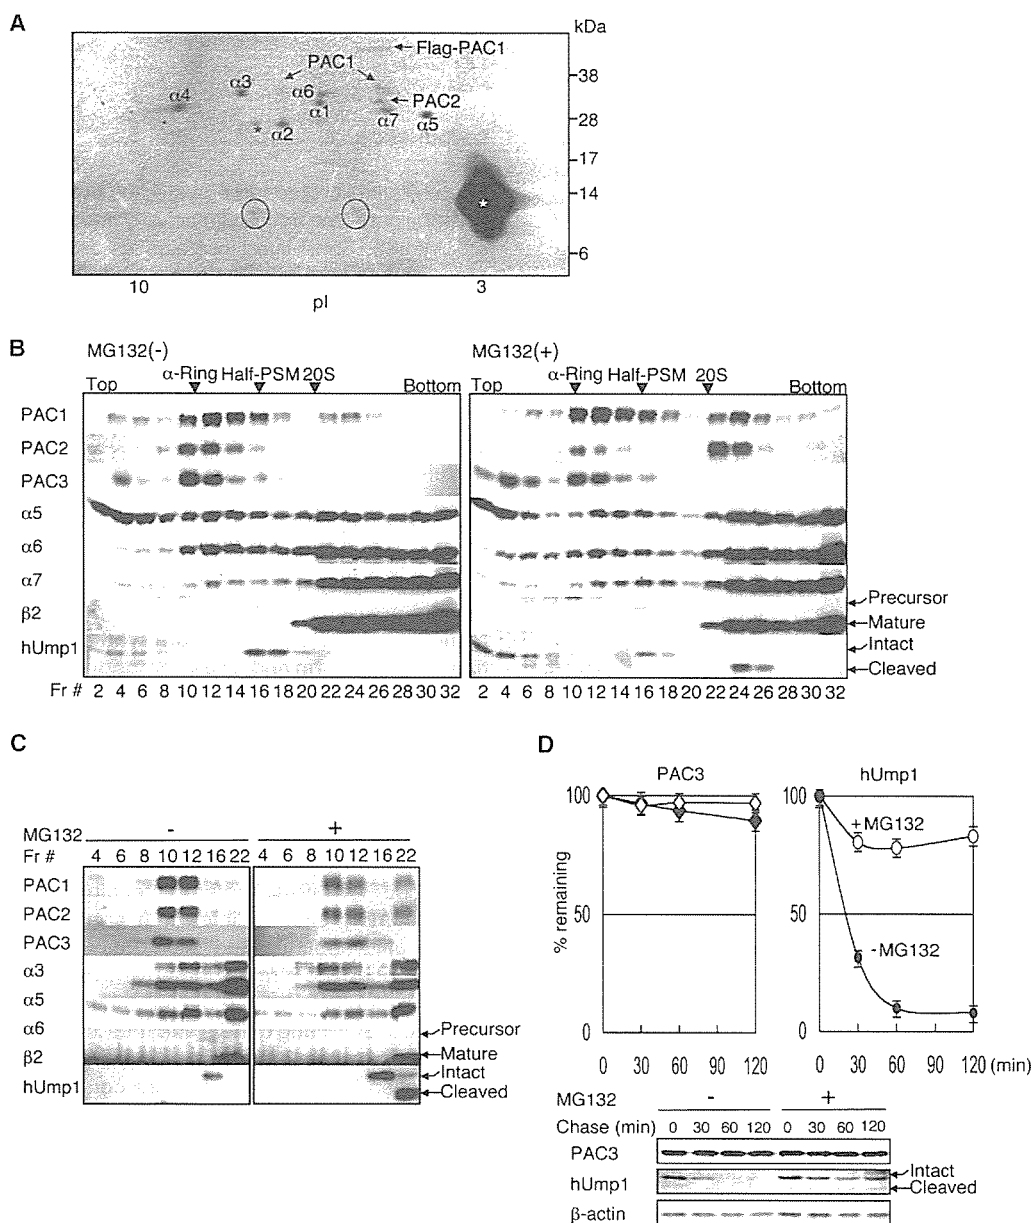 A
kDa
Flag-PAC1
PAC1
38
α3
α6
α4
PAC2
α1
α7
α5
28
*
α2
17
14
6
10
3
pI
B
MG132(-)
MG132(+)
Top
α-Ring
Half-PSM
20S
Bottom
Top
α-Ring
Half-PSM
20S
Bottom
PAC1
PAC2
PAC3
α5
α6
α7
Precursor
β2
Mature
Intact
hUmp1
Cleaved
Fr #
2 4 6 8 10 12 14 16 18 20 22 24 26 28 30 32
2 4 6 8 10 12 14 16 18 20 22 24 26 28 30 32
C
MG132
-
+
Fr #
4 6 8 10 12 16 22
4 6 8 10 12 16 22
PAC1
PAC2
PAC3
α3
α5
α6
Precursor
β2
Mature
Intact
hUmp1
Cleaved
D
PAC3
hUmp1
100
100
+MG132
% remaining
50
50
-MG132
0
0
0 30 60 120
0 30 60 120 (min)
MG132
-
+
Chase (min)
0 30 60 120
0 30 60 120
PAC3
hUmp1
Intact
Cleaved
β-actin